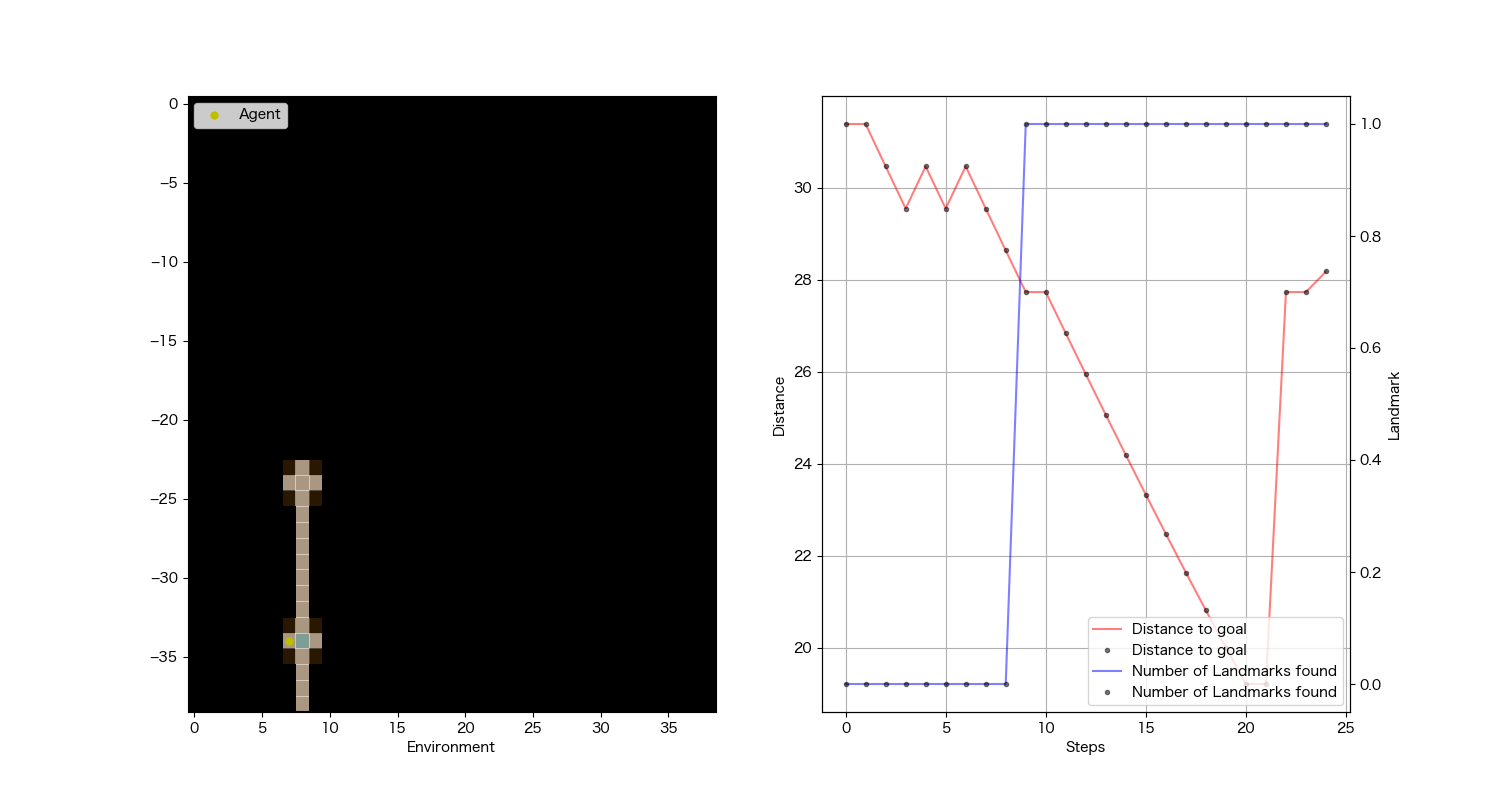 Agent
0
−5
−10
−15
−20
−25
−30
−35
0 5 10 15 20 25 30 35
Environment
Distance
30
28
26
24
22
20
0 5 10 15 20 25
Steps
1.0
0.8
0.6
0.4
0.2
0.0
Landmark
Distance to goal
Distance to goal
Number of Landmarks found
Number of Landmarks found